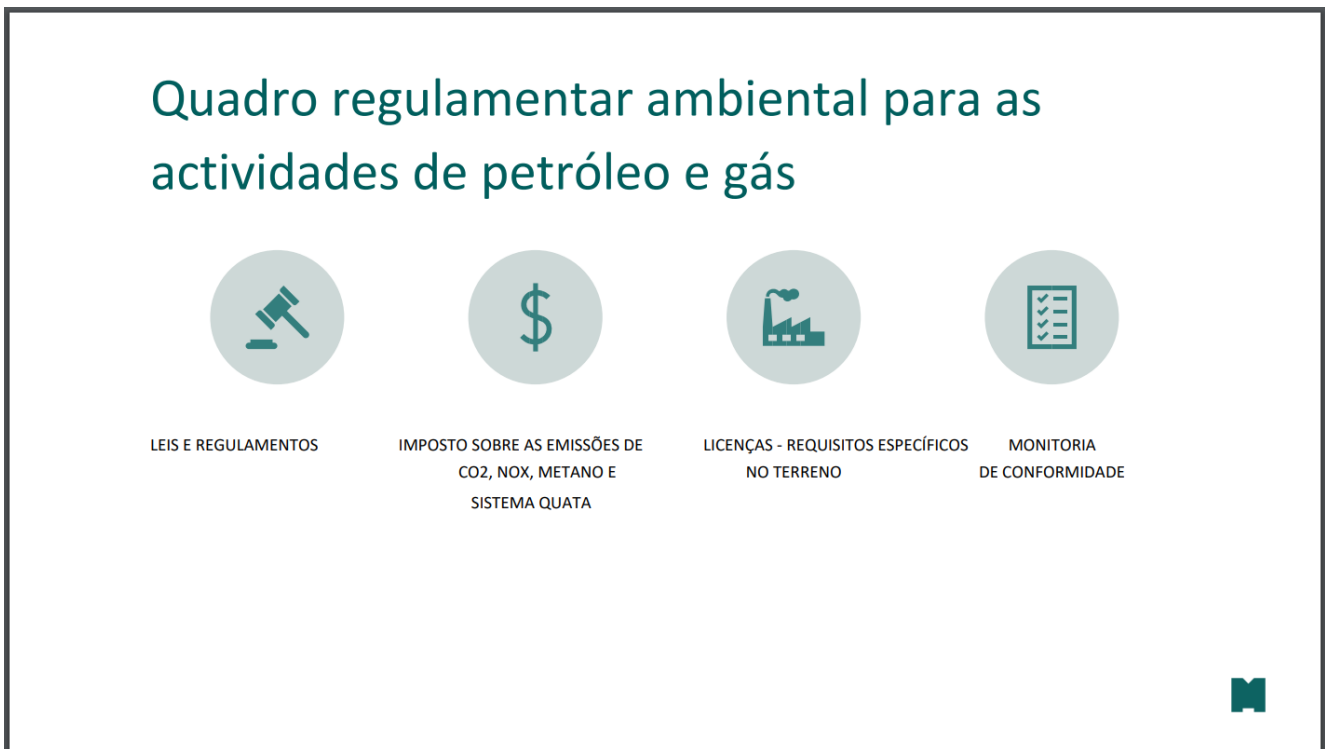 Quadro regulamentar ambiental para as
actividades de petróleo e gás
LEIS E REGULAMENTOS
IMPOSTO SOBRE AS EMISSÕES DE
CO2, NOX, METANO E
SISTEMA QUATA
LICENÇAS - REQUISITOS ESPECÍFICOS
NO TERRENO
MONITORIA
DE CONFORMIDADE